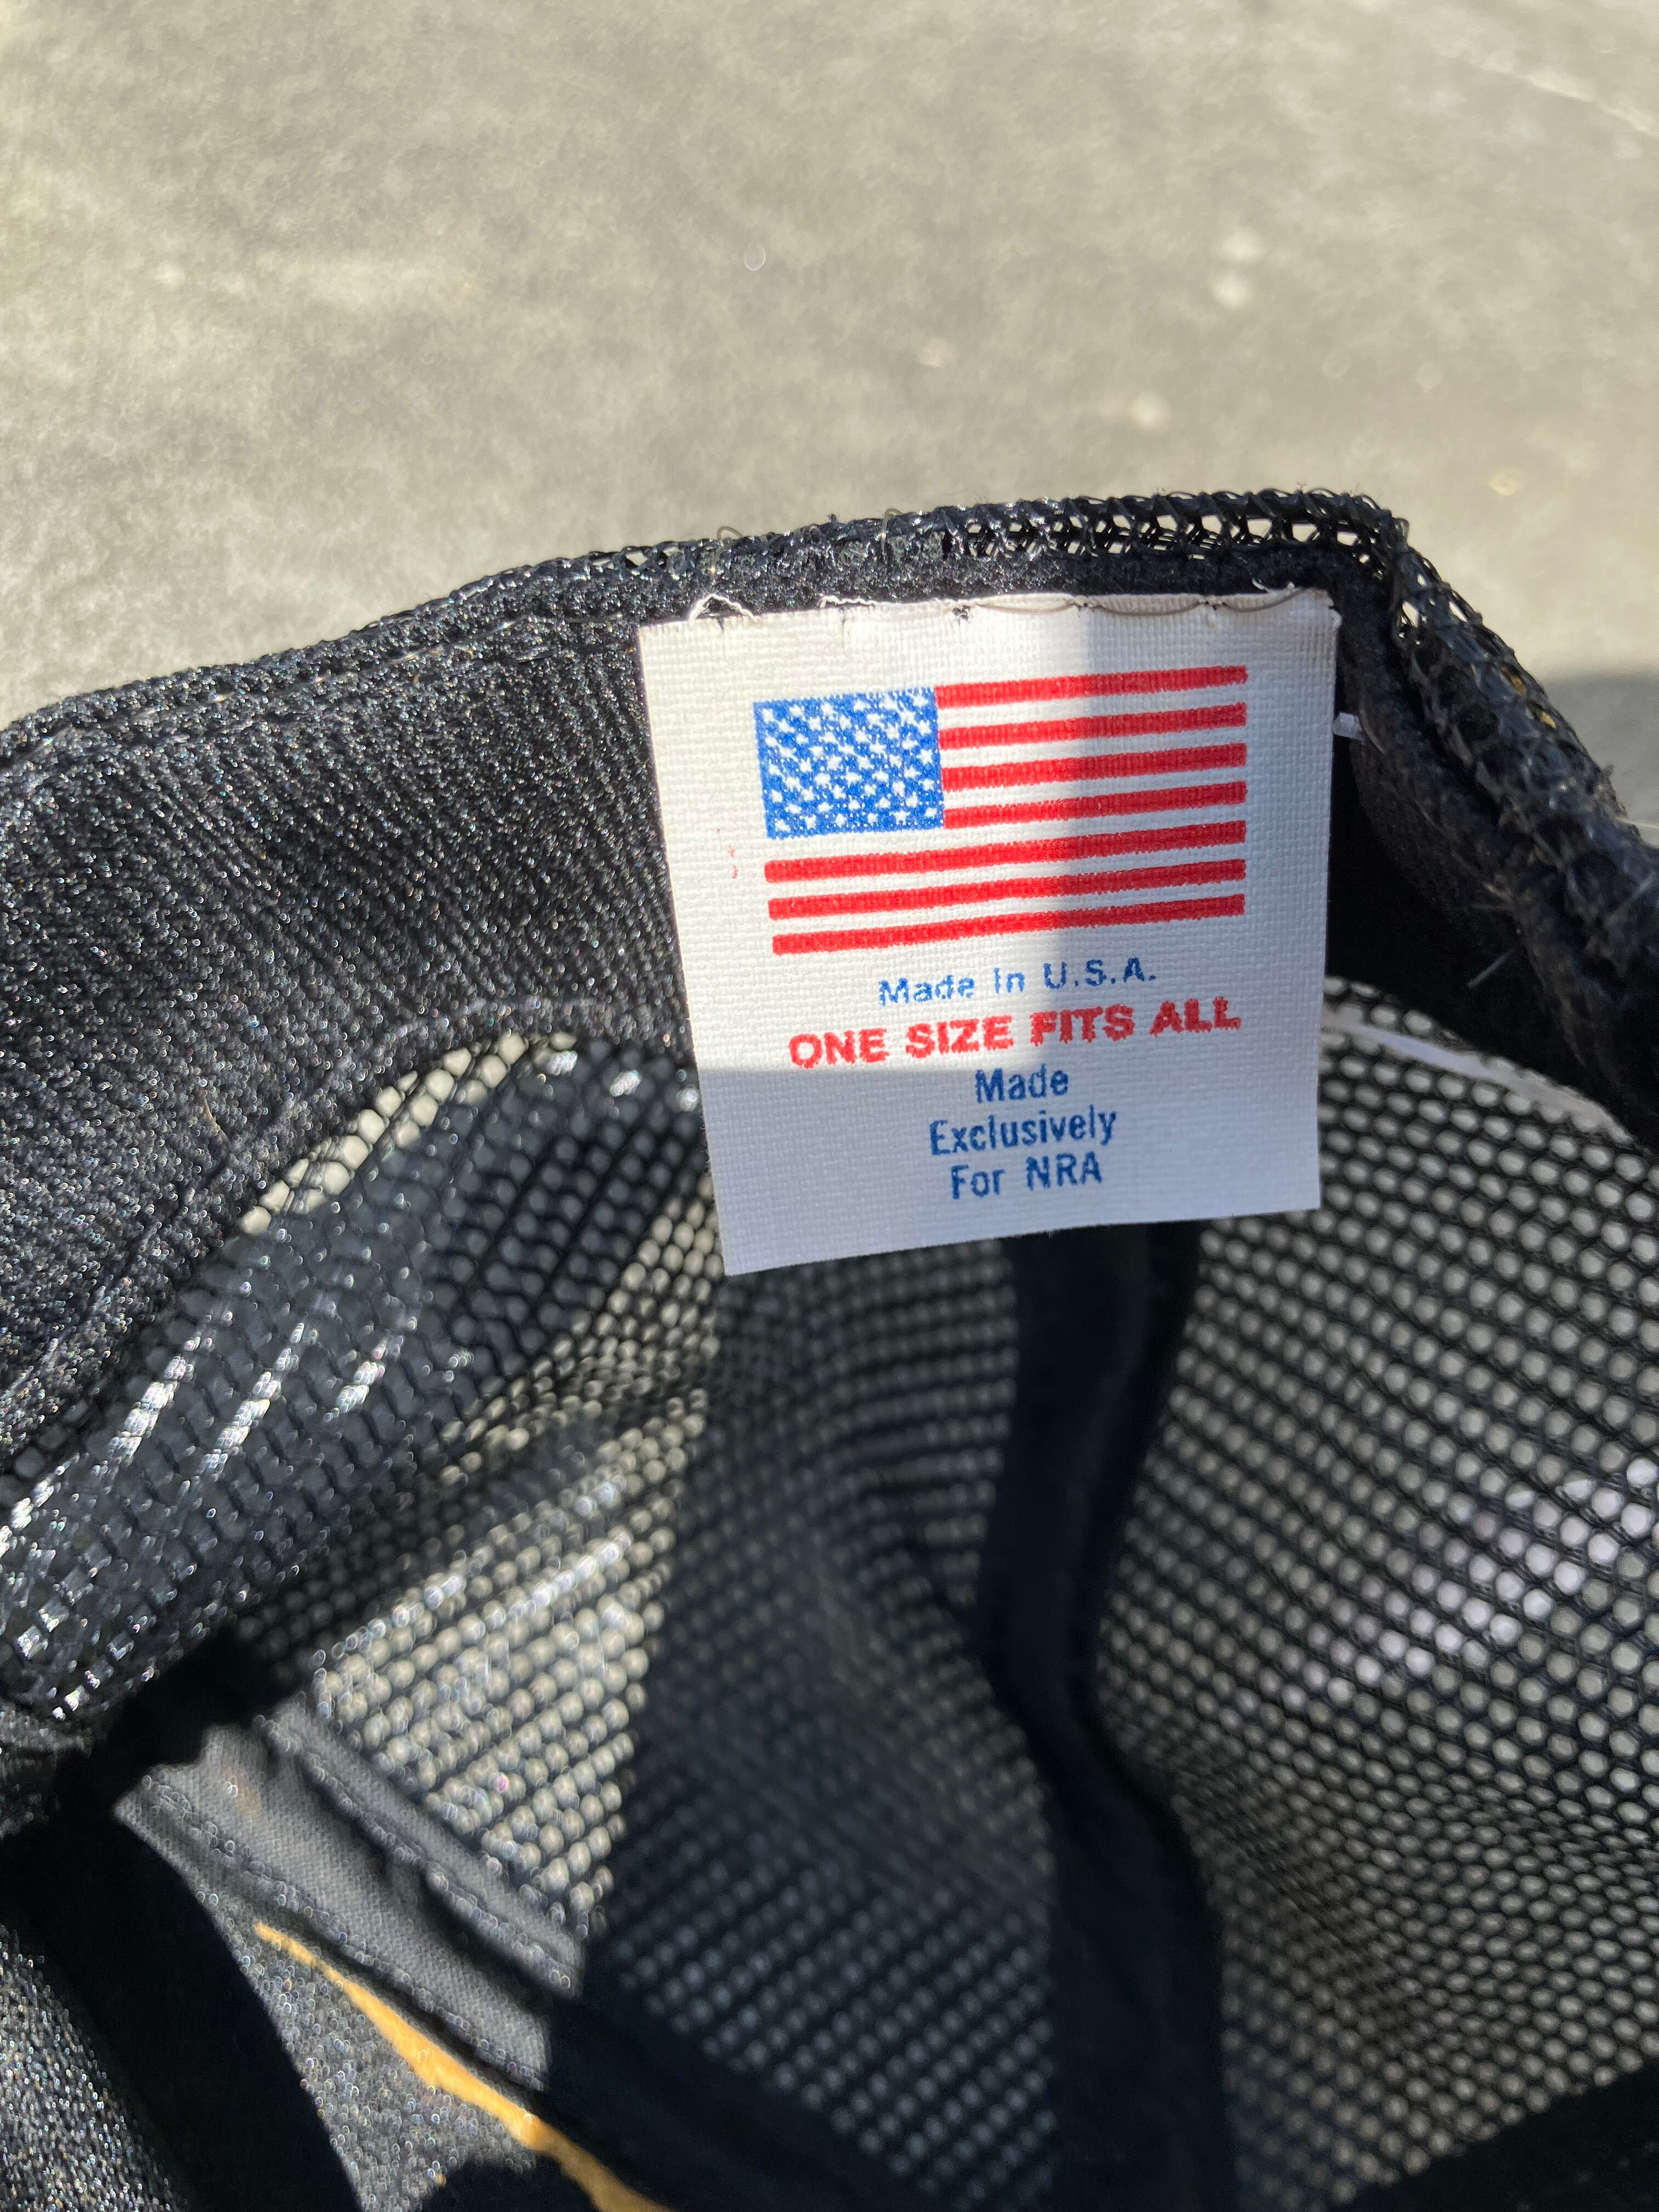 Made in U.S.A.
ONE SIZE FITS ALL
Made
Exclusively
For NRA